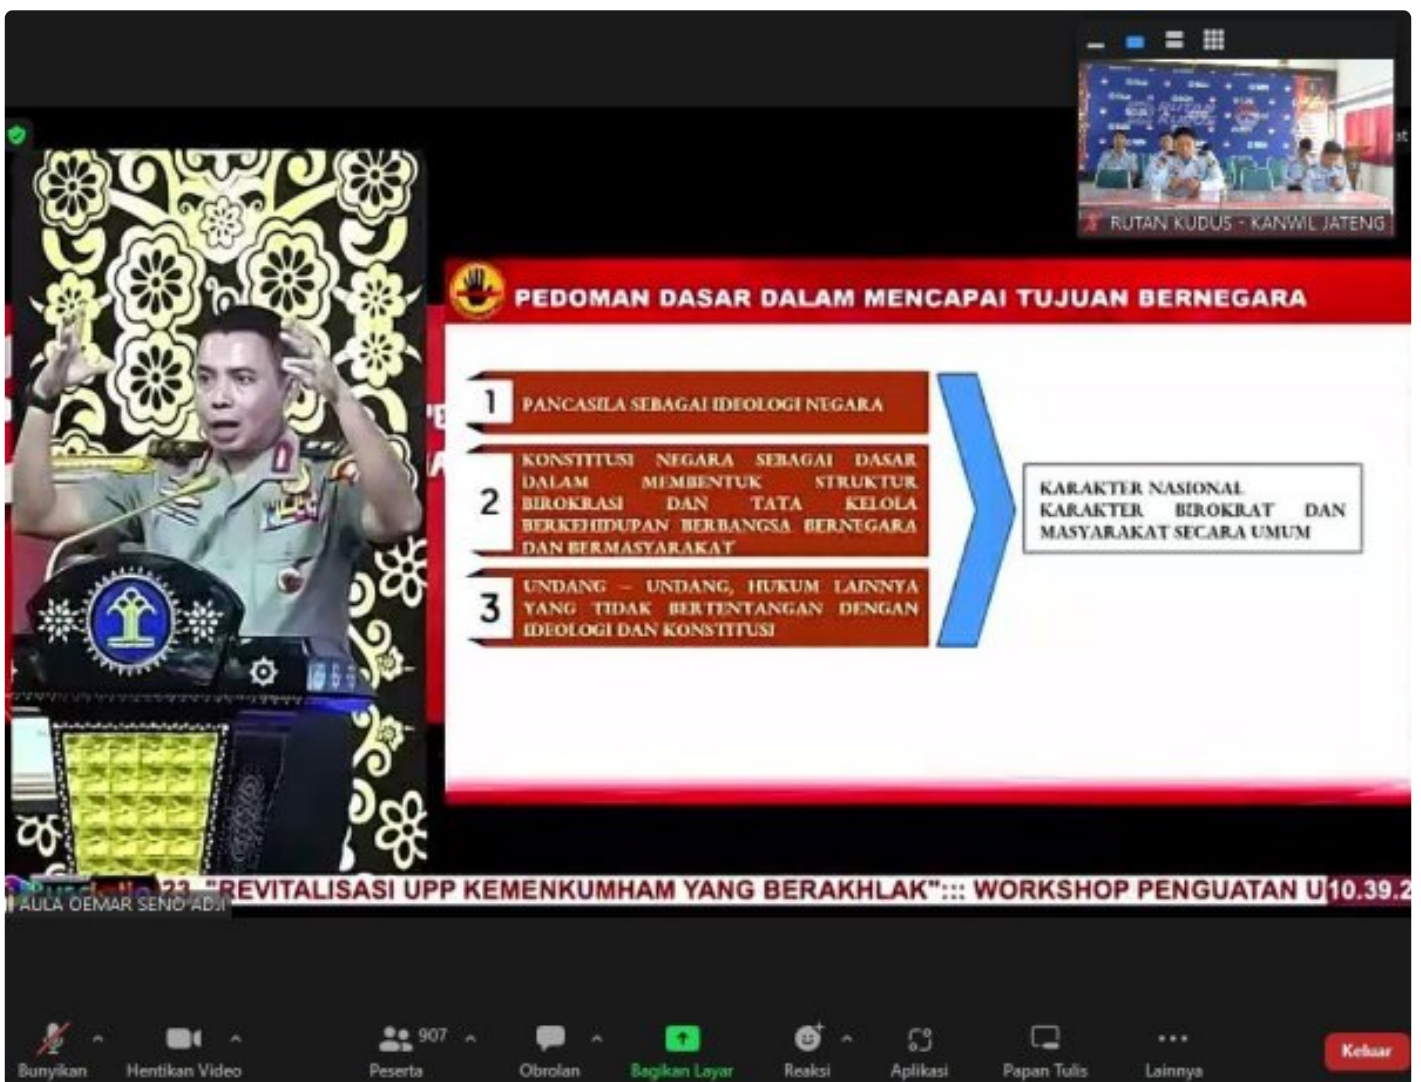 RUTAN KUDUS - KANWIL JATENG
PEDOMAN DASAR DALAM MENCAPAI TUJUAN BERNEGARA
1
PANCASILA SEBAGAI IDEOLOGI NEGARA
2
KONSTITUSI NEGARA SEBAGAI DASAR
DALAM MEMBENTUK STRUKTUR
BIROKRASI DAN TATA KELOLA
BERKEHIDUPAN BERBANGSA BERNEGARA
DAN BERMASYARAKAT
3
UNDANG – UNDANG, HUKUM LAINNYA
YANG TIDAK BERTENTANGAN DENGAN
IDEOLOGI DAN KONSTITUSI
KARAKTER NASIONAL
KARAKTER BIROKRAT DAN
MASYARAKAT SECARA UMUM
23, "REVITALISASI UPP KEMENKUMHAM YANG BERAKHLAK"::: WORKSHOP PENGUATAN U 10.39.2
AULA OEMAR SENO ADJI
Bunyikan Hentikan Video Peserta 907 Obrolan Bagikan Layar Reaksi Aplikasi Papan Tulis Lainnya Keluar